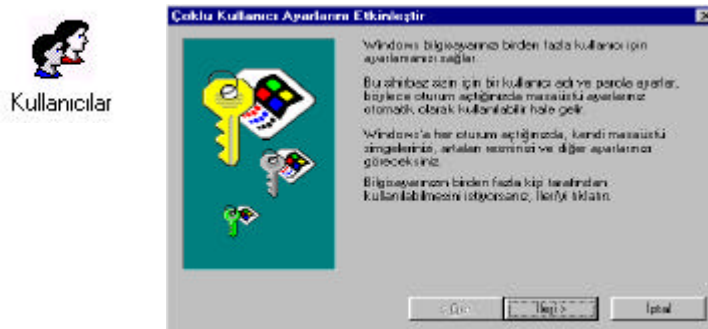 Çoklu Kullanıcı Ayarlarını Etkinleştir
Kullanıcılar
Windows bilgisayarınızı birden fazla kullanıcı için
ayarlamanızı sağlar.
Bu sihirbaz sizin için bir kullanıcı adı ve parola ayarlar,
böylece oturum açtığınızda masaüstü ayarlarınız
otomatik olarak kullanılabilir hale gelir.
Windows'a her oturum açtığınızda, kendi masaüstü
simgelerinizi, artalan resminizi ve diğer ayarlarınızı
göreceksiniz.
Bilgisayarınızın birden fazla kişi tarafından
kullanılabilmesini istiyorsanız, İleri'yi tıklatın.
< Geri
İleri >
İptal